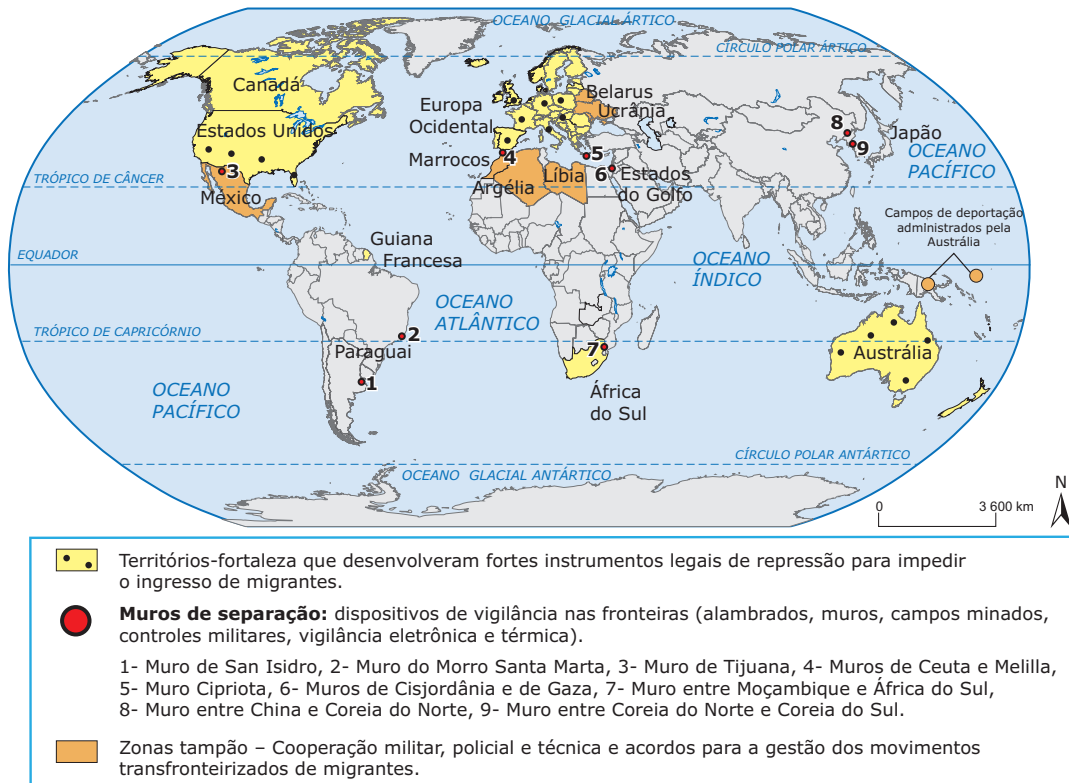 OCEANO GLACIAL ÁRTICO
CÍRCULO POLAR ÁRTICO
Canadá
Belarus
Europa
Ocidental
Ucrânia
Estados Unidos
8
Japão
9
OCEANO
PACÍFICO
Marrocos
4
5
3
6
Líbia
Estados
do Golfo
Argélia
TRÓPICO DE CÂNCER
México
Campos de deportação
administrados pela
Austrália
Guiana
Francesa
EQUADOR
OCEANO
ÍNDICO
OCEANO
ATLÂNTICO
TRÓPICO DE CAPRICÓRNIO
2
Paraguai
7
Austrália
1
OCEANO
PACÍFICO
África
do Sul
CÍRCULO POLAR ANTÁRTICO
OCEANO GLACIAL ANTÁRTICO
N
0 3 600 km
Territórios-fortaleza que desenvolveram fortes instrumentos legais de repressão para impedir
o ingresso de migrantes.
Muros de separação: dispositivos de vigilância nas fronteiras (alambrados, muros, campos minados,
controles militares, vigilância eletrônica e térmica).
1- Muro de San Isidro, 2- Muro do Morro Santa Marta, 3- Muro de Tijuana, 4- Muros de Ceuta e Melilla,
5- Muro Cipriota, 6- Muros de Cisjordânia e de Gaza, 7- Muro entre Moçambique e África do Sul,
8- Muro entre China e Coreia do Norte, 9- Muro entre Coreia do Norte e Coreia do Sul.
Zonas tampão – Cooperação militar, policial e técnica e acordos para a gestão dos movimentos
transfronteirizados de migrantes.